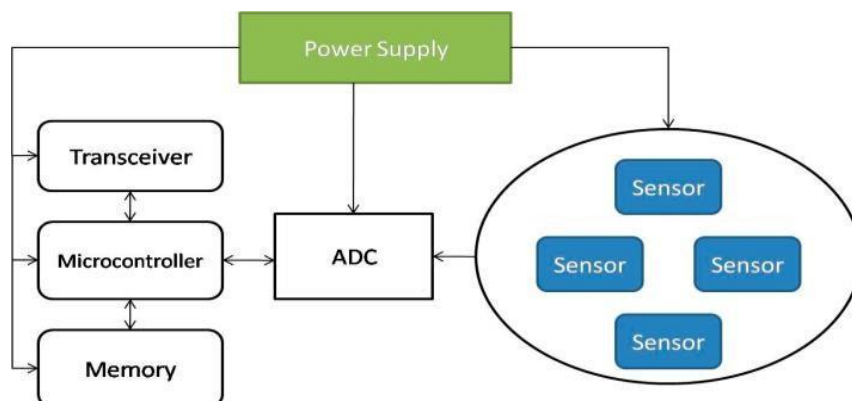 Power Supply
Transceiver
Sensor
Microcontroller
ADC
Sensor
Sensor
Sensor
Memory